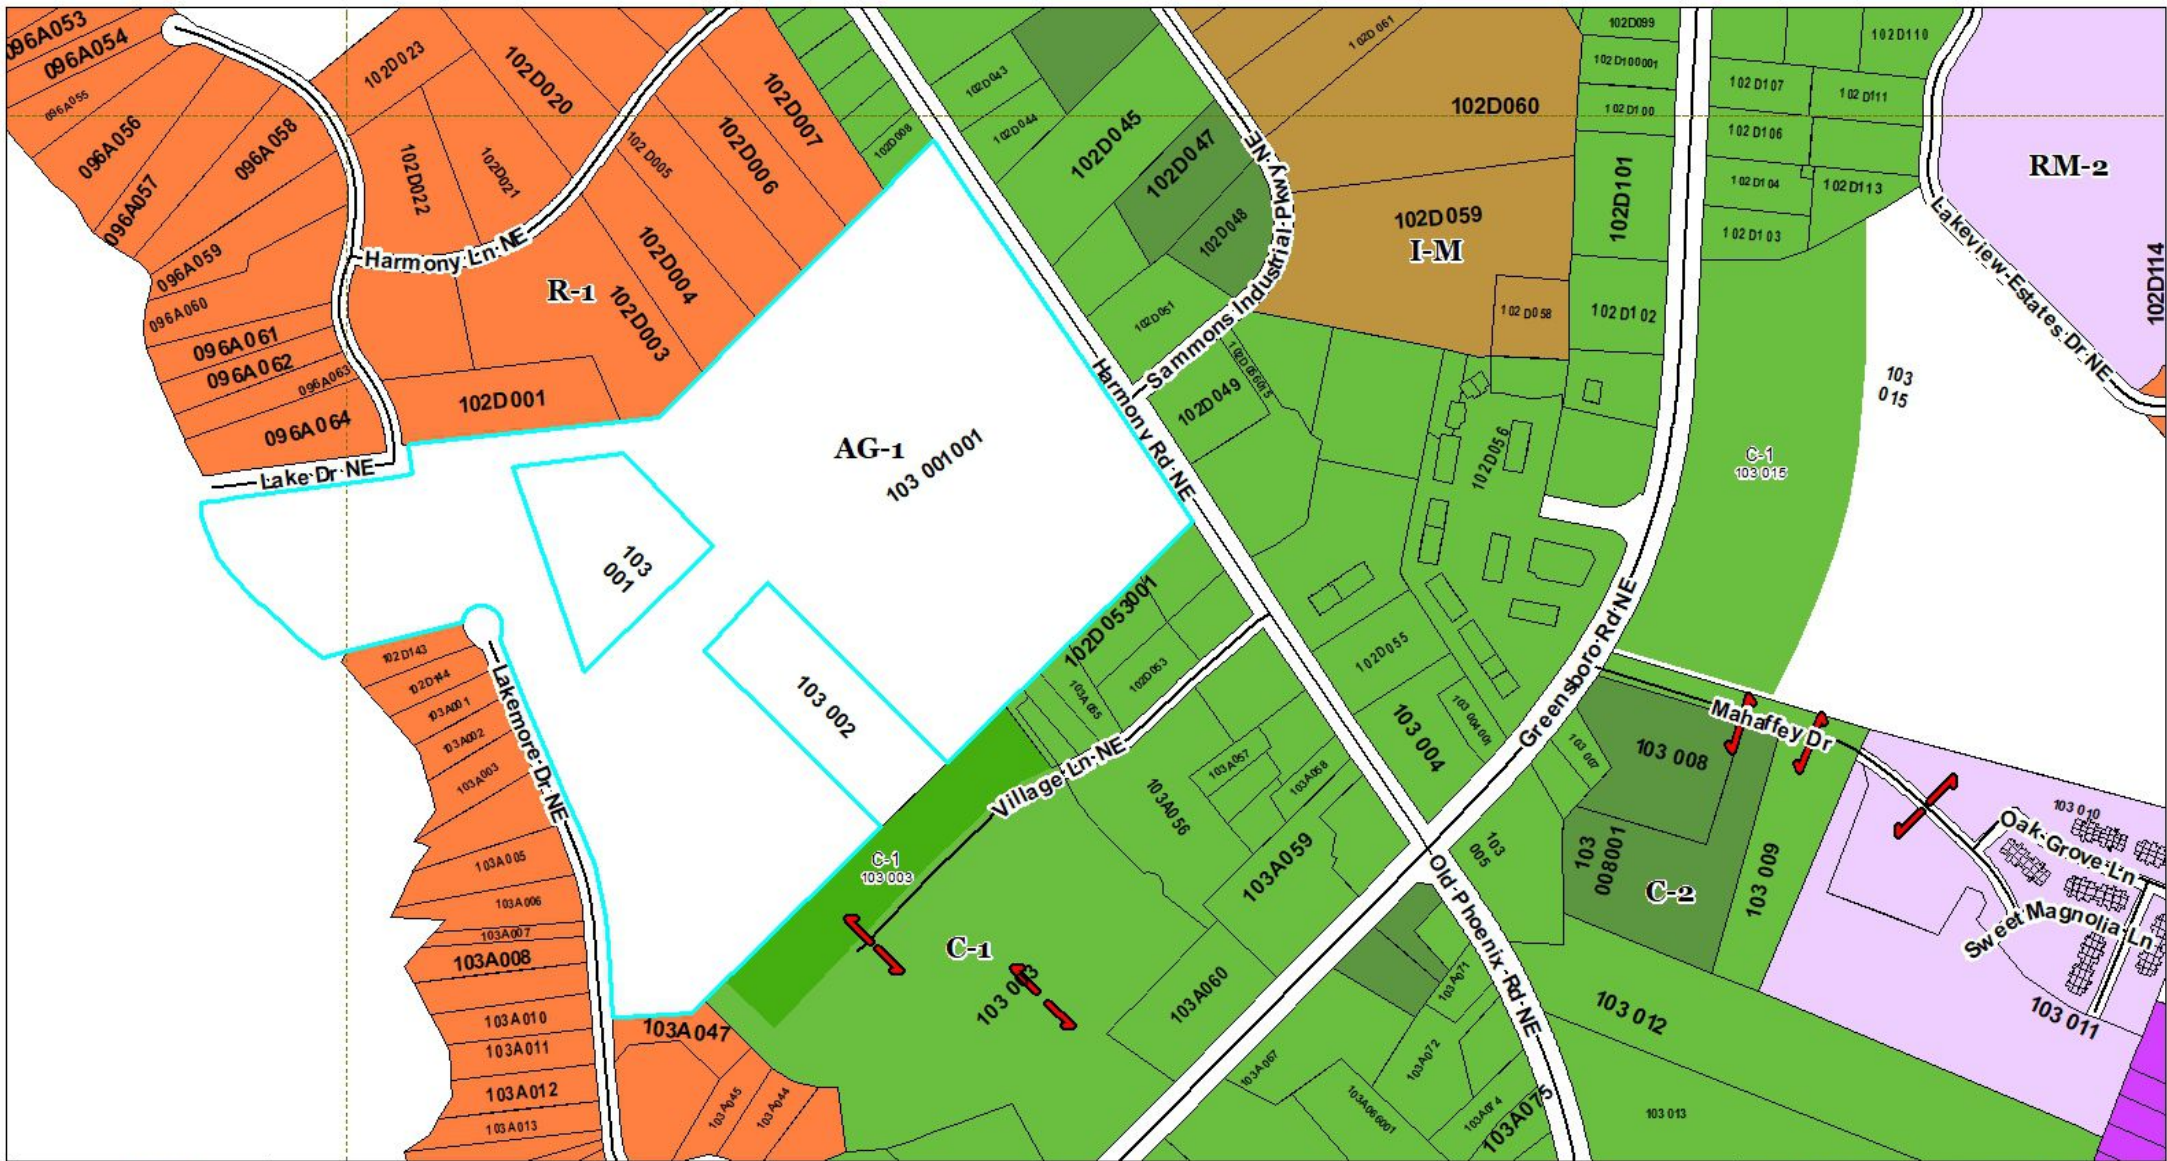 096A053
096A054
096A055
096A056
096A057
096A058
096A059
096A060
096A061
096A062
096A063
096A064
102D023
102D020
102D007
102D022
102D021
102D005
102D006
Harmony Ln NE
R-1
102D004
102D003
102D001
Lake Dr NE
102D008
102D043
102D044
102D045
102D047
102D048
102D051
Sammons Industrial Pkwy NE
102D061
102D060
102D059
I-M
102D058
102D099
102D100001
102D100
102D101
102D102
102D110
102D107
102D111
102D106
102D104
102D113
102D103
RM-2
102D114
Lakeview Estates Dr NE
103
015
C-1
103 015
AG-1
103 001001
Harmony Rd NE
102D049
102D056015
102D056
103
001
103 002
102D053001
102D053
103A055
102D055
103 004
103 004001
103 007
Greensboro Rd NE
Mahaffey Dr
103 008
103
008001
C-2
103 009
103 010
Oak Grove Ln
Sweet Magnolia Ln
103 011
102D143
102D144
103A001
103A002
103A003
Lakemore Dr NE
103A005
103A006
103A007
103A008
103A010
103A011
103A012
103A013
103A047
103A045
103A044
C-1
103 003
Village Ln NE
C-1
103 003
103A056
103A057
103A058
103A059
103A060
103
005
Old Phoenix Rd NE
103A071
103A072
103A067
103A066001
103A074
103A075
103 012
103 013